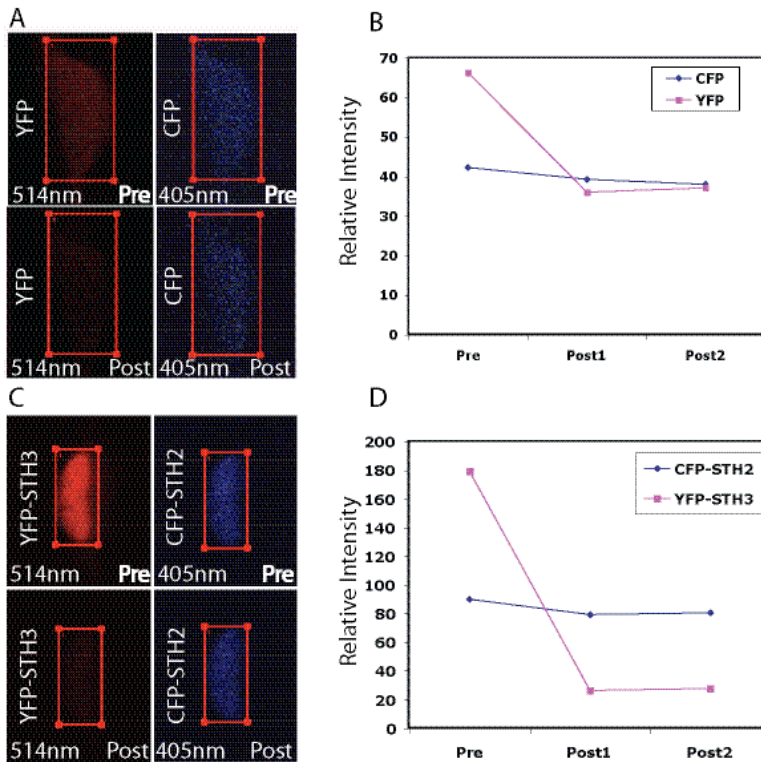 A
YFP
514nm Pre
CFP
405nm Pre
YFP
514nm Post
CFP
405nm Post
B
Relative Intensity
70
60
50
40
30
20
10
0
CFP
YFP
Pre Post1 Post2
C
YFP-STH3
514nm Pre
CFP-STH2
405nm Pre
YFP-STH3
514nm Post
CFP-STH2
405nm Post
D
Relative Intensity
200
180
160
140
120
100
80
60
40
20
0
CFP-STH2
YFP-STH3
Pre Post1 Post2